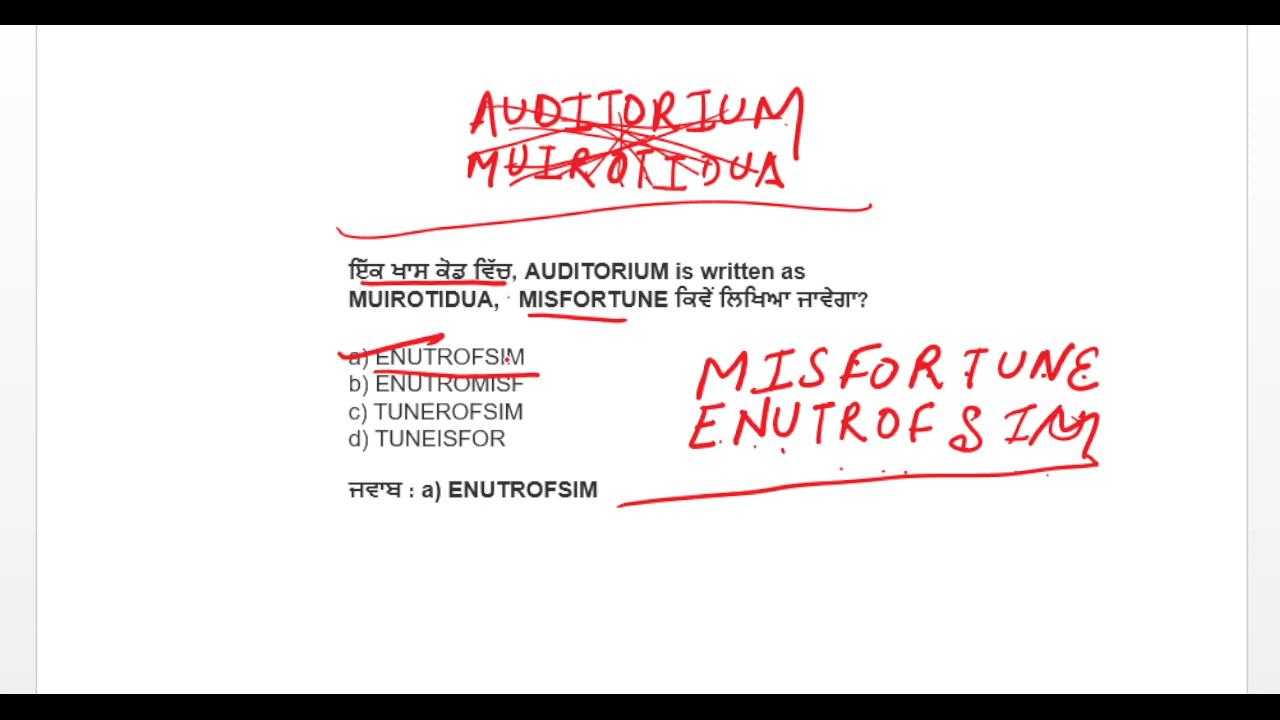 AUDITORIUM
MUIROTIDUA
ਇੱਕ ਖਾਸ ਕੋਡ ਵਿੱਚ, AUDITORIUM is written as
MUIROTIDUA, MISFORTUNE ਕਿਵੇਂ ਲਿਖਿਆ ਜਾਵੇਗਾ?
a) ENUTROFSIM
b) ENUTROMISF
c) TUNEROFSIM
d) TUNEISFOR
ਜਵਾਬ : a) ENUTROFSIM
MISFORTUNE
ENUTROFSIM